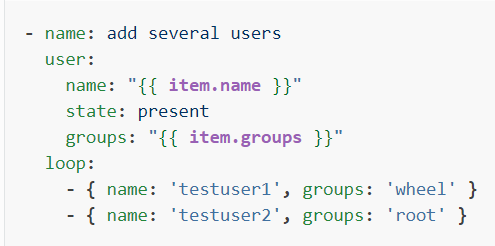 - name: add several users
  user:
    name: "{{ item.name }}"
    state: present
    groups: "{{ item.groups }}"
  loop:
    - { name: 'testuser1', groups: 'wheel' }
    - { name: 'testuser2', groups: 'root' }